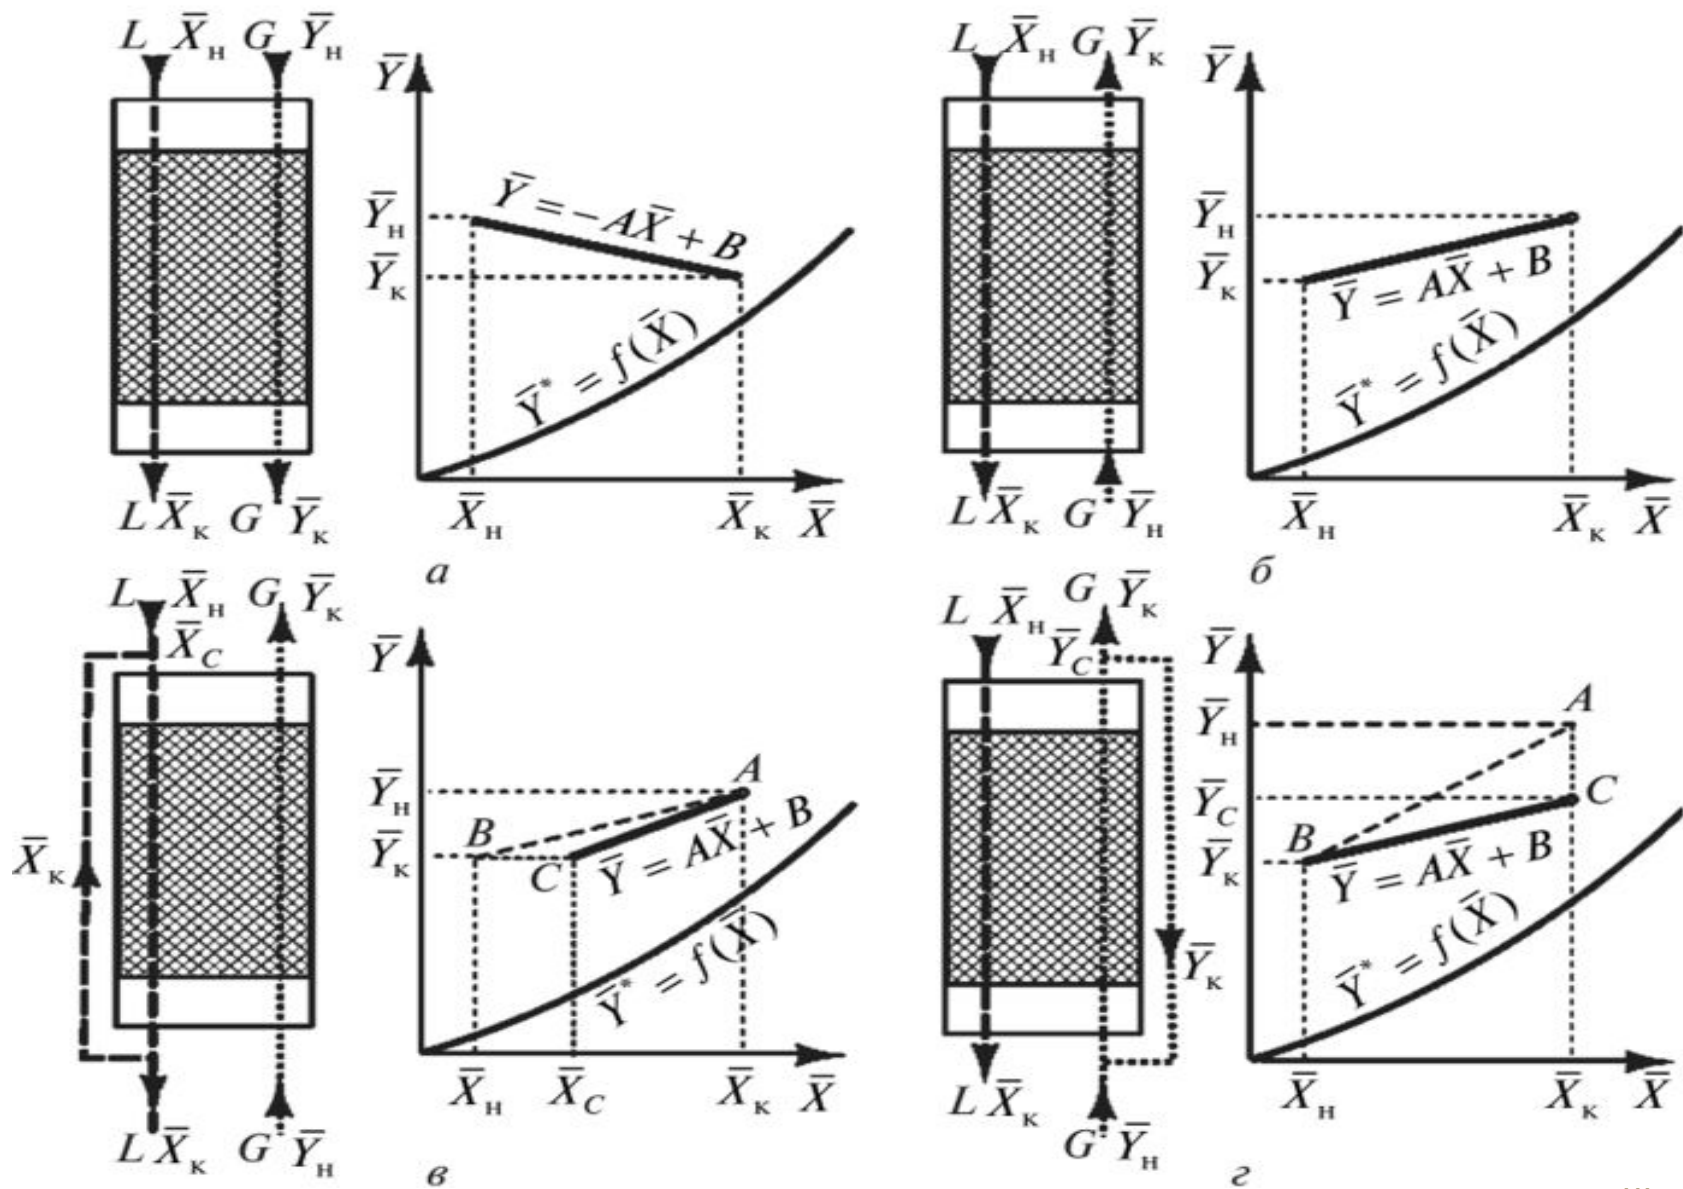 L X̄н G Ȳн
Ȳ
Ȳн
Ȳк
Ȳ = −AX̄ + B
Ȳ* = f(X̄)
X̄н X̄к X̄
L X̄к G Ȳк
а
L X̄н G Ȳк
Ȳ
Ȳн
Ȳк
Ȳ = AX̄ + B
Ȳ* = f(X̄)
X̄н X̄к X̄
L X̄к G Ȳн
б
L X̄н G Ȳк
X̄C
X̄к
Ȳ
Ȳн
Ȳк
A
B
C
Ȳ = AX̄ + B
Ȳ* = f(X̄)
X̄н X̄C X̄к X̄
L X̄к G Ȳн
в
L X̄н G Ȳк
ȲC
Ȳк
Ȳ
Ȳн
ȲC
Ȳк
A
C
B
Ȳ = AX̄ + B
Ȳ* = f(X̄)
X̄н X̄к X̄
L X̄к G Ȳн
г